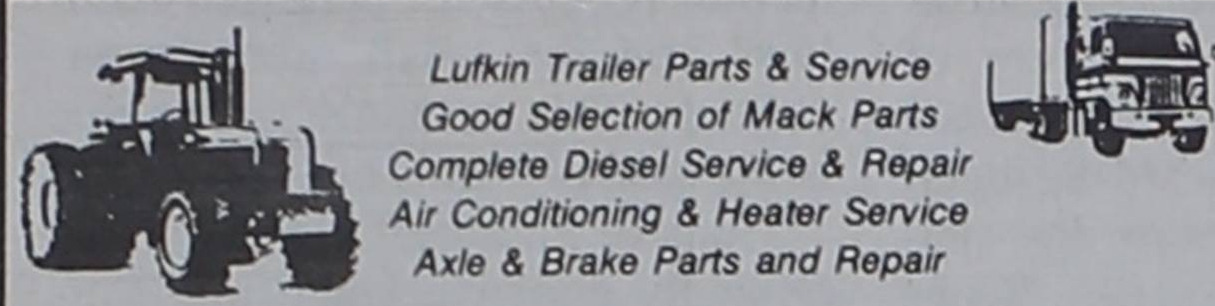 Lufkin Trailer Parts & Service
Good Selection of Mack Parts
Complete Diesel Service & Repair
Air Conditioning & Heater Service
Axle & Brake Parts and Repair